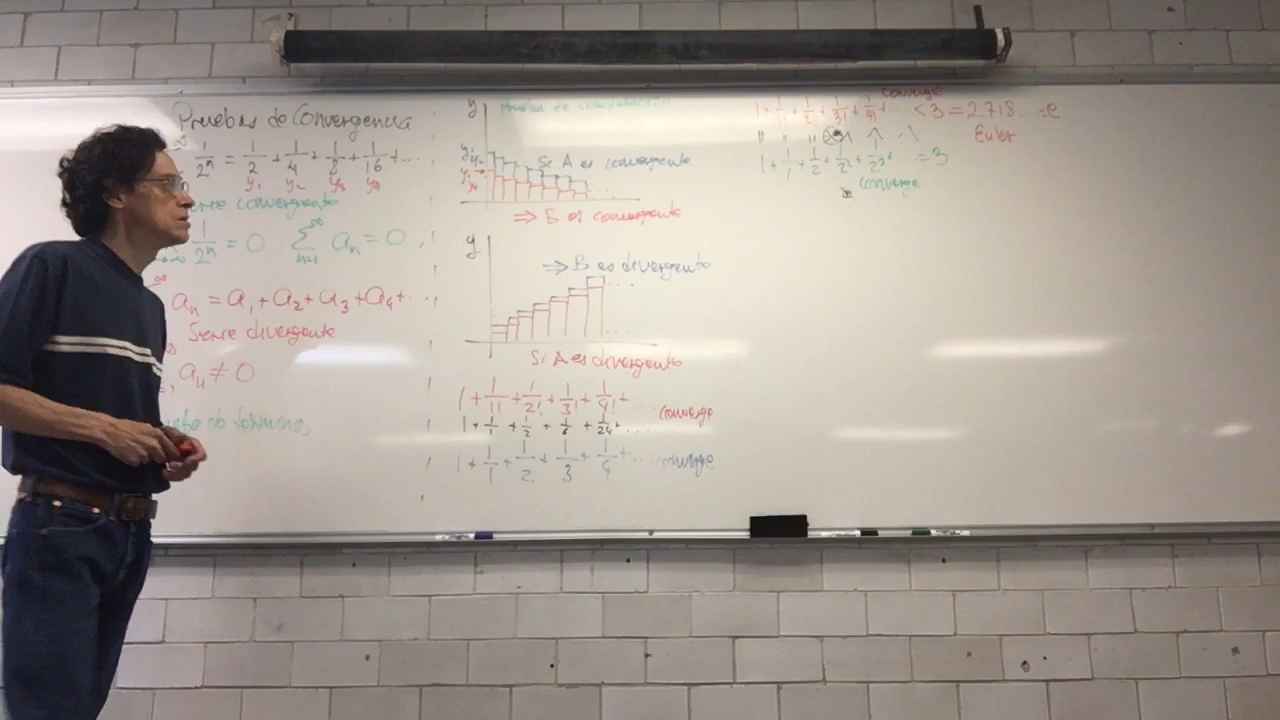 Pruebas de Convergencia
∞ 1/2ⁿ = 1/2 + 1/4 + 1/8 + 1/16 + ...
y₁ y₂ y₃ y₄
Serie convergente
1/2ⁿ = 0 ∑ n=1 ∞ aₙ = 0
∞ aₙ = a₁ + a₂ + a₃ + a₄ + ...
Serie divergente
aₙ ≠ 0
de términos
y
Prueba de comparación
Si A es convergente
⇒ B es convergente
y
⇒ B es divergente
Si A es divergente
1 + 1/1! + 1/2! + 1/3! + 1/4! + ... converge
1 + 1/1 + 1/2 + 1/6 + 1/24 + ...
1 + 1/1 + 1/2 + 1/3 + 1/4 + ... converge
converge
1 + 1/1! + 1/2! + 1/3! + 1/4! ... < 3 = 2.718...e
Euler
1 + 1/1 + 1/2 + 1/2² + 1/2³ + ... = 3
converge